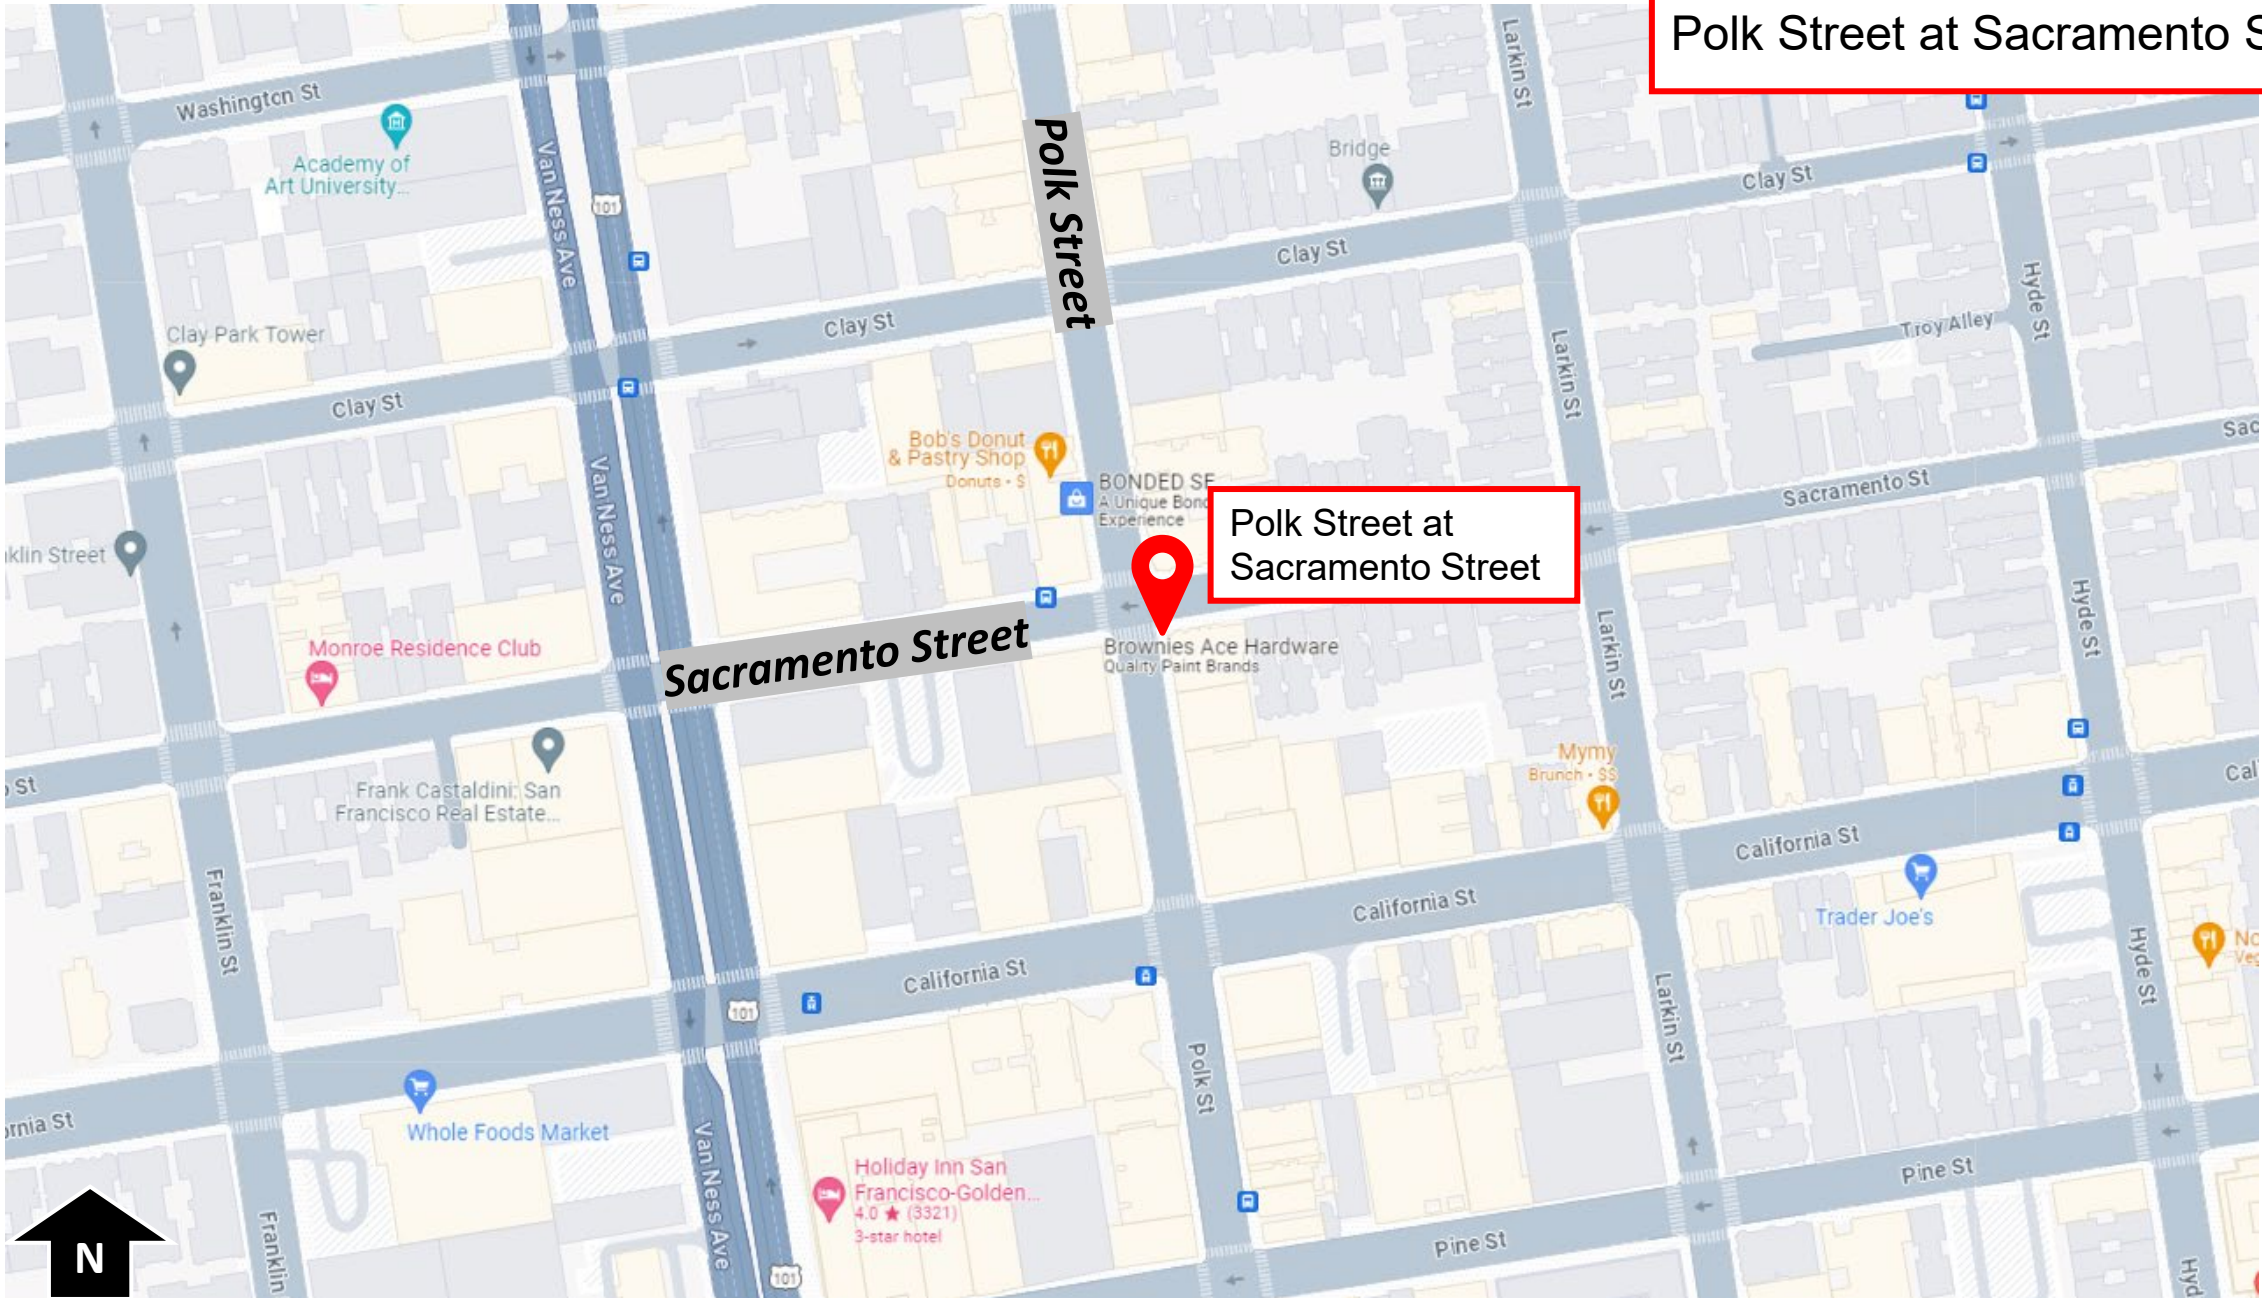 Polk Street at Sacramento S
Washington St
Academy of
Art University...
Van Ness Ave
101
Polk Street
Larkin St
Bridge
Clay St
Clay St
Clay St
Clay St
Clay Park Tower
Hyde St
Troy Alley
Larkin St
Bob's Donut
& Pastry Shop
Donuts • $
BONDED SF
A Unique Bond
Experience
Polk Street at
Sacramento Street
Sacramento St
Sac
Van Ness Ave
klin Street
Monroe Residence Club
Sacramento Street
Brownies Ace Hardware
Quality Paint Brands
Larkin St
Hyde St
o St
Frank Castaldini: San
Francisco Real Estate...
Mymy
Brunch • $$
Cal
California St
California St
California St
Trader Joe's
No
Veg
Franklin St
Hyde St
Larkin St
101
Polk St
ornia St
Whole Foods Market
Van Ness Ave
Holiday Inn San
Francisco-Golden...
4.0 ★ (3321)
3-star hotel
Pine St
Pine St
Franklin
101
Hyd
N